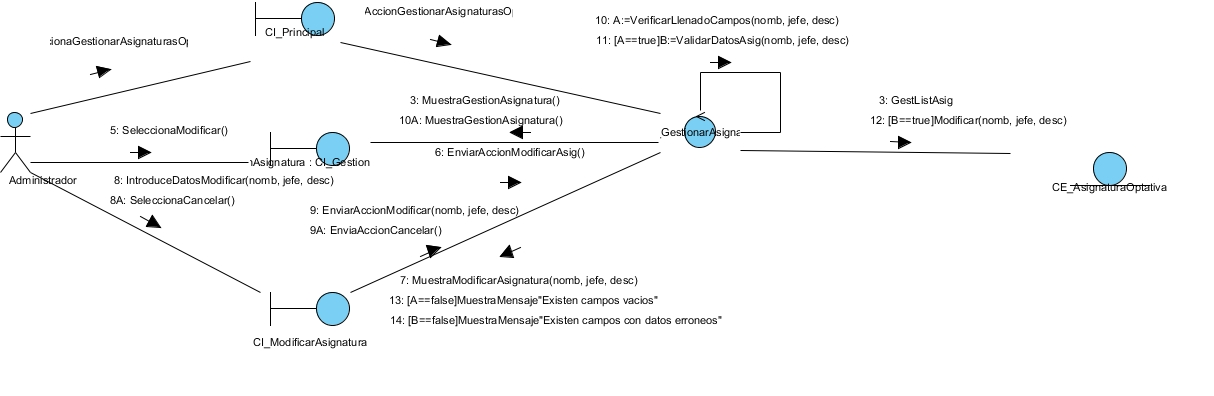 AccionGestionarAsignaturasO
CI_Principal
cionaGestionarAsignaturasOp
10: A:=VerificarLlenadoCampos(nomb, jefe, desc)
11: [A==true]B:=ValidarDatosAsig(nomb, jefe, desc)
3: MuestraGestionAsignatura()
10A: MuestraGestionAsignatura()
3: GestListAsig
12: [B==true]Modificar(nomb, jefe, desc)
5: SeleccionaModificar()
GestionarAsigna
6: EnviarAccionModificarAsig()
Asignatura : CI_Gestion
Administrador
8: IntroduceDatosModificar(nomb, jefe, desc)
8A: SeleccionaCancelar()
CE_AsignaturaOptativa
9: EnviarAccionModificar(nomb, jefe, desc)
9A: EnviaAccionCancelar()
7: MuestraModificarAsignatura(nomb, jefe, desc)
13: [A==false]MuestraMensaje"Existen campos vacios"
14: [B==false]MuestraMensaje"Existen campos con datos erroneos"
CI_ModificarAsignatura